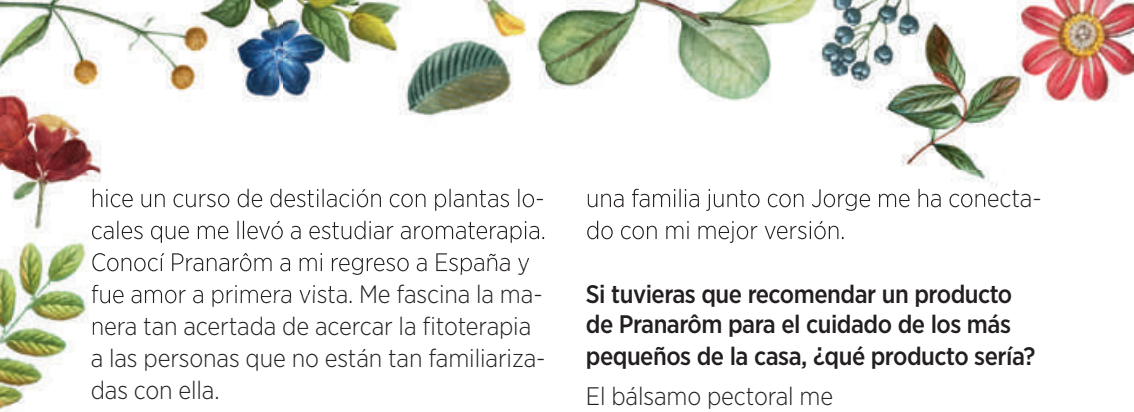 hice un curso de destilación con plantas lo-
cales que me llevó a estudiar aromaterapia.
Conocí Pranarôm a mi regreso a España y
fue amor a primera vista. Me fascina la ma-
nera tan acertada de acercar la fitoterapia
a las personas que no están tan familiariza-
das con ella.
una familia junto con Jorge me ha conecta-
do con mi mejor versión.
Si tuvieras que recomendar un producto
de Pranarôm para el cuidado de los más
pequeños de la casa, ¿qué producto sería?
El bálsamo pectoral me